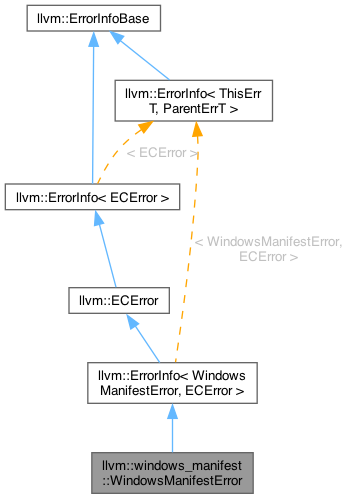 llvm::ErrorInfoBase
llvm::ErrorInfo< ThisErr
T, ParentErrT >
< ECError >
llvm::ErrorInfo< ECError >
< WindowsManifestError,
ECError >
llvm::ECError
llvm::ErrorInfo< Windows
ManifestError, ECError >
llvm::windows_manifest
::WindowsManifestError